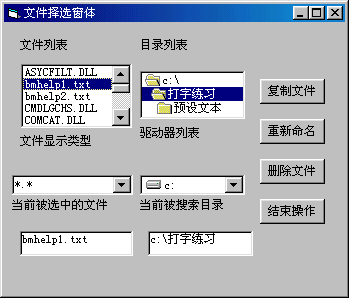 文件择选窗体
文件列表
目录列表
ASYCFILT.DLL
bmhelp1.txt
bmhelp2.txt
CMDLGCHS.DLL
COMCAT.DLL
c:\
打字练习
预设文本
复制文件
重新命名
删除文件
结束操作
文件显示类型
驱动器列表
*.*
c:
当前被选中的文件
当前被搜索目录
bmhelp1.txt
c:\打字练习